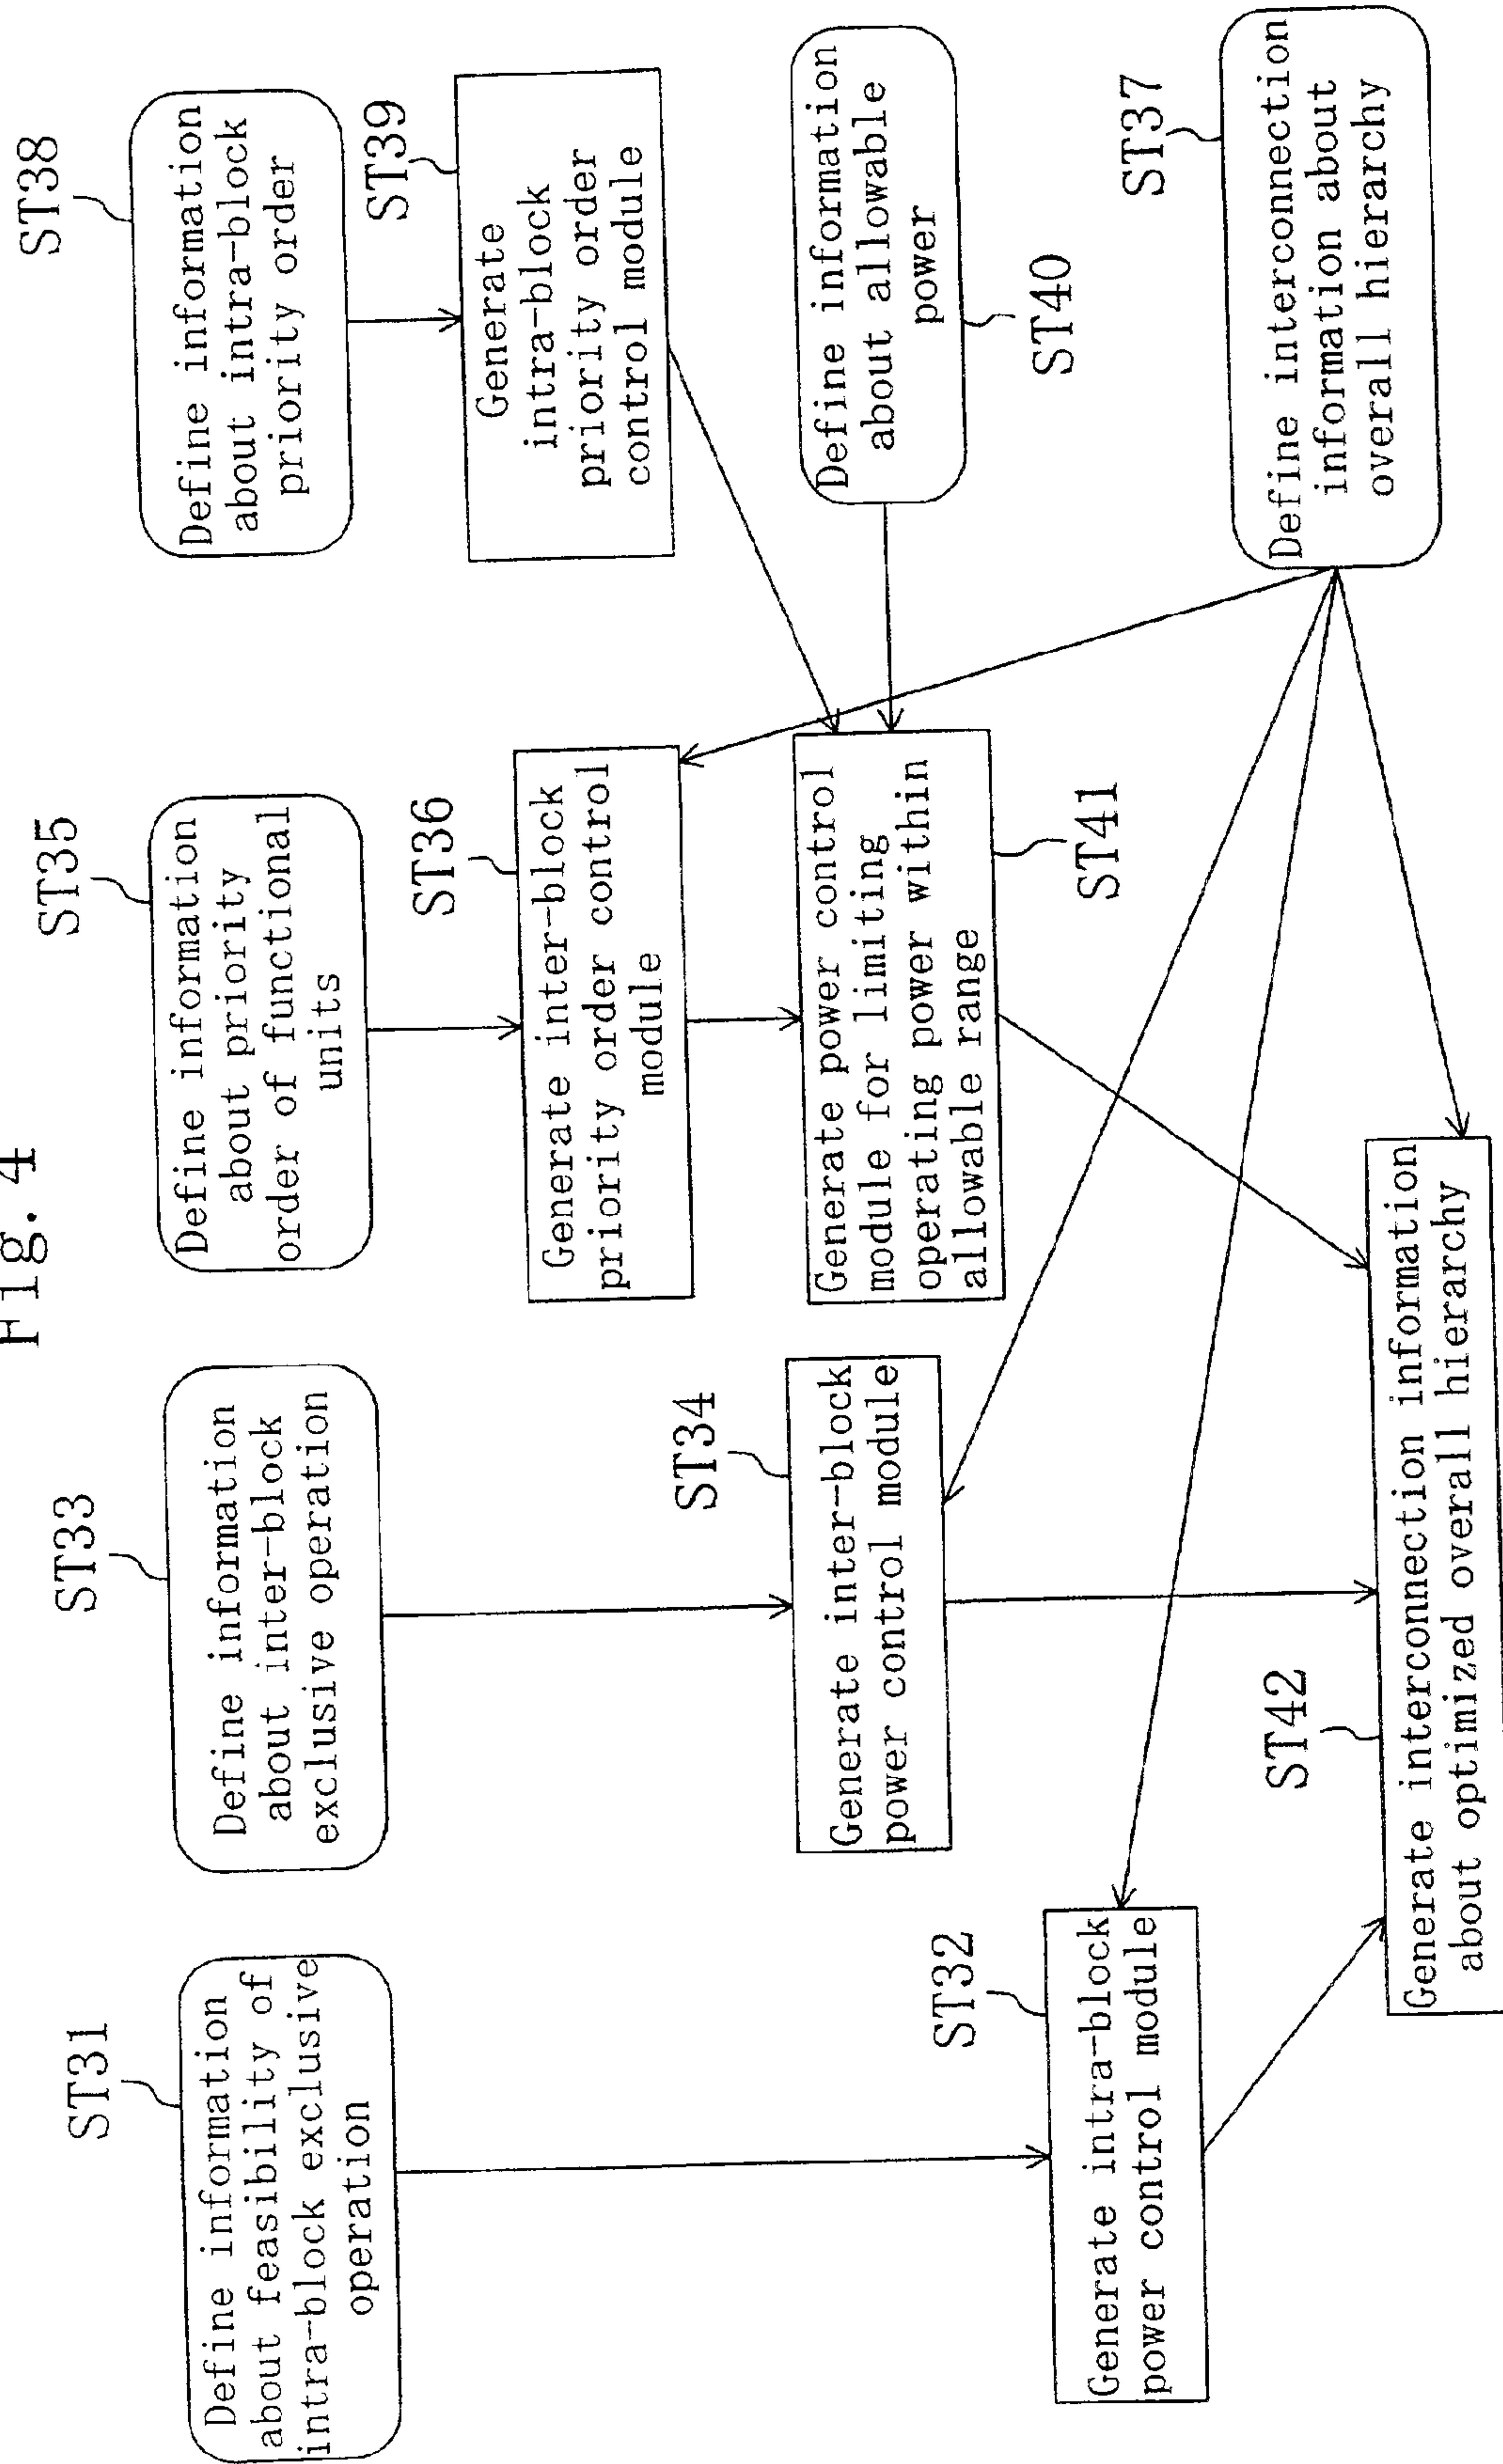 Fig. 4
ST31
Define information
about feasibility of
intra-block exclusive
operation
ST33
Define information
about inter-block
exclusive operation
ST35
Define information
about priority
order of functional
units
ST38
Define information
about intra-block
priority order
ST36
Generate inter-block
priority order control
module
ST39
Generate
intra-block
priority order
control module
ST34
Generate inter-block
power control module
Generate power control
module for limiting
operating power within
allowable range
ST41
Define information
about allowable
power
ST40
ST32
Generate intra-block
power control module
ST37
Define interconnection
information about
overall hierarchy
ST42
Generate interconnection information
about optimized overall hierarchy